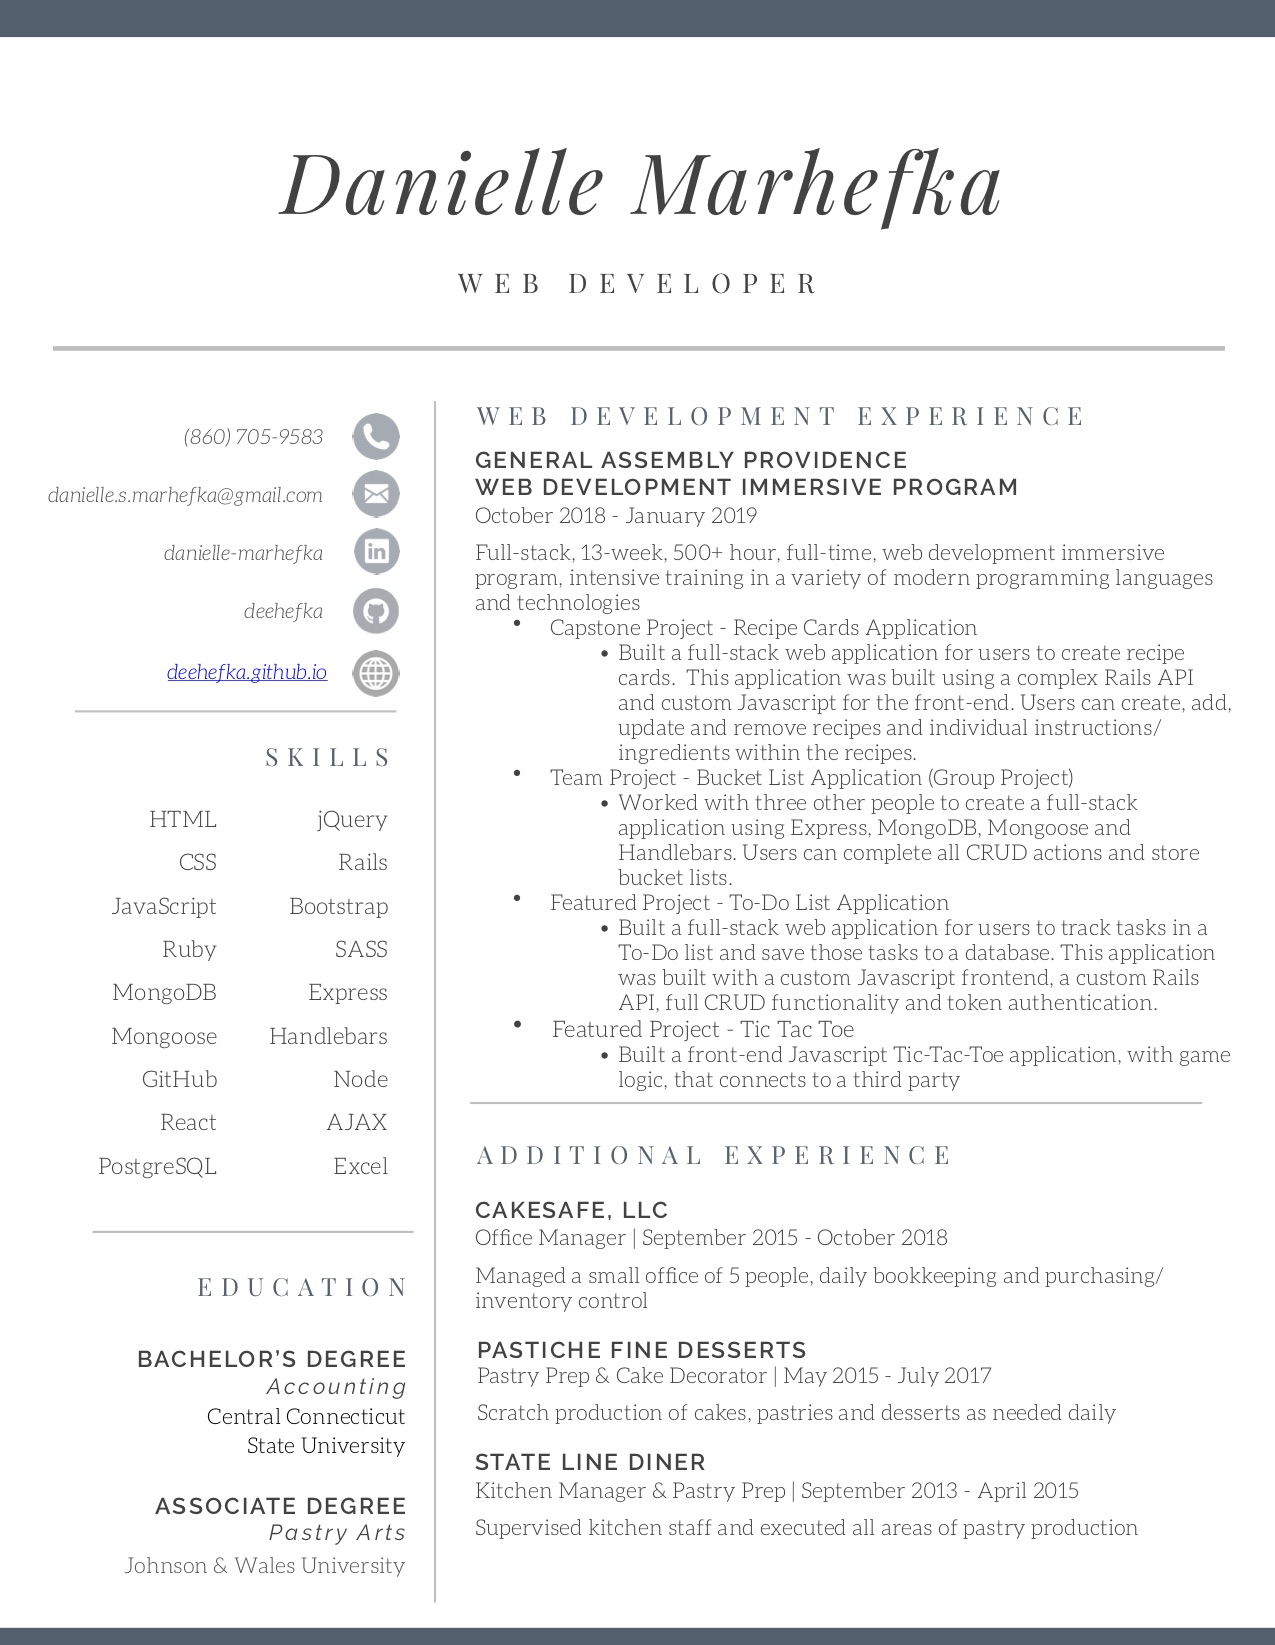 Danielle Marhefka
WEB DEVELOPER
(860) 705-9583
danielle.s.marhefka@gmail.com
danielle-marhefka
in
deehefka
deehefka.github.io
SKILLS
HTML jQuery
CSS Rails
JavaScript Bootstrap
Ruby SASS
MongoDB Express
Mongoose Handlebars
GitHub Node
React AJAX
PostgreSQL Excel
EDUCATION
BACHELOR’S DEGREE
Accounting
Central Connecticut
State University
ASSOCIATE DEGREE
Pastry Arts
Johnson & Wales University
WEB DEVELOPMENT EXPERIENCE
GENERAL ASSEMBLY PROVIDENCE
WEB DEVELOPMENT IMMERSIVE PROGRAM
October 2018 - January 2019
Full-stack, 13-week, 500+ hour, full-time, web development immersive
program, intensive training in a variety of modern programming languages
and technologies
• Capstone Project - Recipe Cards Application
• Built a full-stack web application for users to create recipe
cards. This application was built using a complex Rails API
and custom Javascript for the front-end. Users can create, add,
update and remove recipes and individual instructions/
ingredients within the recipes.
• Team Project - Bucket List Application (Group Project)
• Worked with three other people to create a full-stack
application using Express, MongoDB, Mongoose and
Handlebars. Users can complete all CRUD actions and store
bucket lists.
• Featured Project - To-Do List Application
• Built a full-stack web application for users to track tasks in a
To-Do list and save those tasks to a database. This application
was built with a custom Javascript frontend, a custom Rails
API, full CRUD functionality and token authentication.
• Featured Project - Tic Tac Toe
• Built a front-end Javascript Tic-Tac-Toe application, with game
logic, that connects to a third party
ADDITIONAL EXPERIENCE
CAKESAFE, LLC
Office Manager | September 2015 - October 2018
Managed a small office of 5 people, daily bookkeeping and purchasing/
inventory control
PASTICHE FINE DESSERTS
Pastry Prep & Cake Decorator | May 2015 - July 2017
Scratch production of cakes, pastries and desserts as needed daily
STATE LINE DINER
Kitchen Manager & Pastry Prep | September 2013 - April 2015
Supervised kitchen staff and executed all areas of pastry production